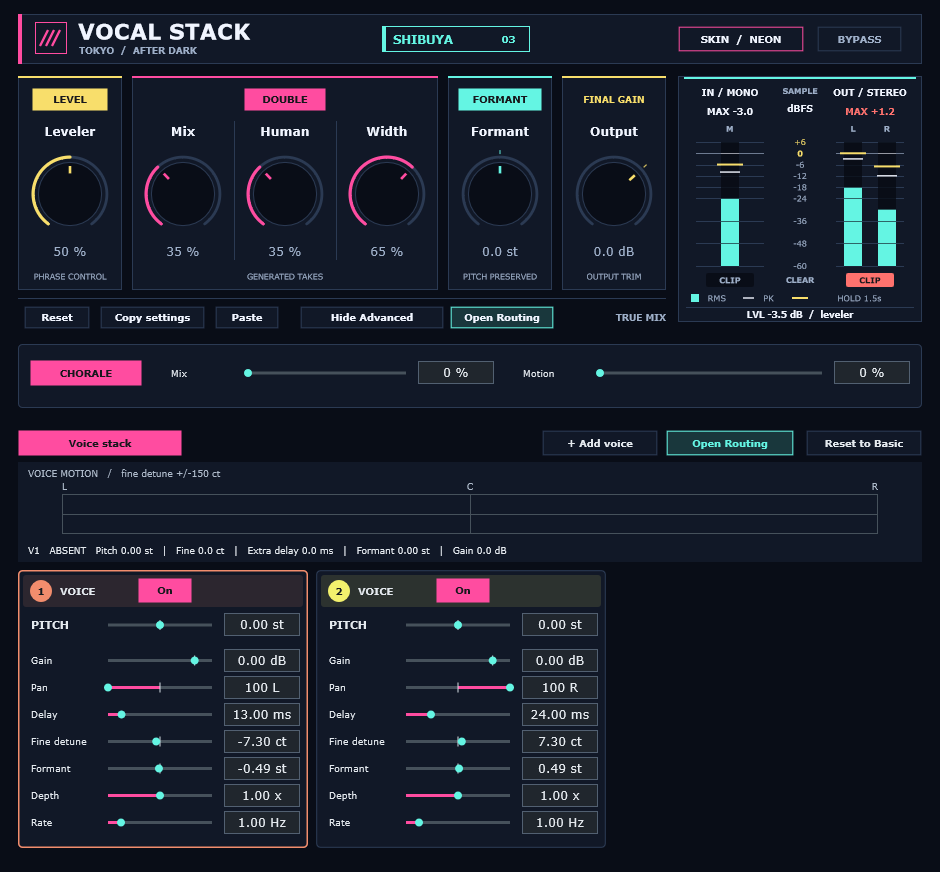 VOCAL STACK
TOKYO / AFTER DARK
SHIBUYA 03
SKIN / NEON
BYPASS
LEVEL
Leveler
50 %
PHRASE CONTROL
DOUBLE
Mix Human Width
35 % 35 % 65 %
GENERATED TAKES
FORMANT
Formant
0.0 st
PITCH PRESERVED
FINAL GAIN
Output
0.0 dB
OUTPUT TRIM
IN / MONO SAMPLE OUT / STEREO
MAX -3.0 dBFS MAX +1.2
M L R
+6
0
-6
-12
-18
-24
-36
-48
-60
CLIP CLEAR CLIP
RMS PK HOLD 1.5s
LVL -3.5 dB / leveler
Reset Copy settings Paste Hide Advanced Open Routing TRUE MIX
CHORALE Mix 0 % Motion 0 %
Voice stack + Add voice Open Routing Reset to Basic
VOICE MOTION / fine detune +/-150 ct
L C R
V1 ABSENT Pitch 0.00 st | Fine 0.0 ct | Extra delay 0.0 ms | Formant 0.00 st | Gain 0.0 dB
1 VOICE On
PITCH 0.00 st
Gain 0.00 dB
Pan 100 L
Delay 13.00 ms
Fine detune -7.30 ct
Formant -0.49 st
Depth 1.00 x
Rate 1.00 Hz
2 VOICE On
PITCH 0.00 st
Gain 0.00 dB
Pan 100 R
Delay 24.00 ms
Fine detune 7.30 ct
Formant 0.49 st
Depth 1.00 x
Rate 1.00 Hz